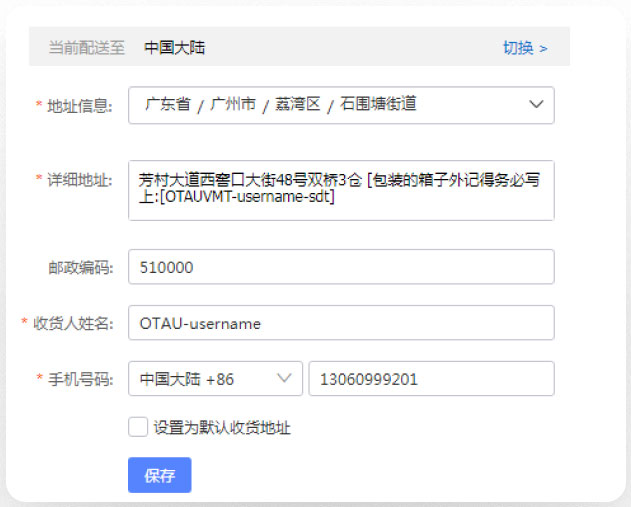 当前配送至 中国大陆 切换 >
* 地址信息: 广东省 / 广州市 / 荔湾区 / 石围塘街道
* 详细地址: 芳村大道西窖口大街48号双桥3仓 [包装的箱子外记得务必写
上:[OTAUVMT-username-sdt]
邮政编码: 510000
* 收货人姓名: OTAU-username
* 手机号码: 中国大陆 +86 13060999201
设置为默认收货地址
保存